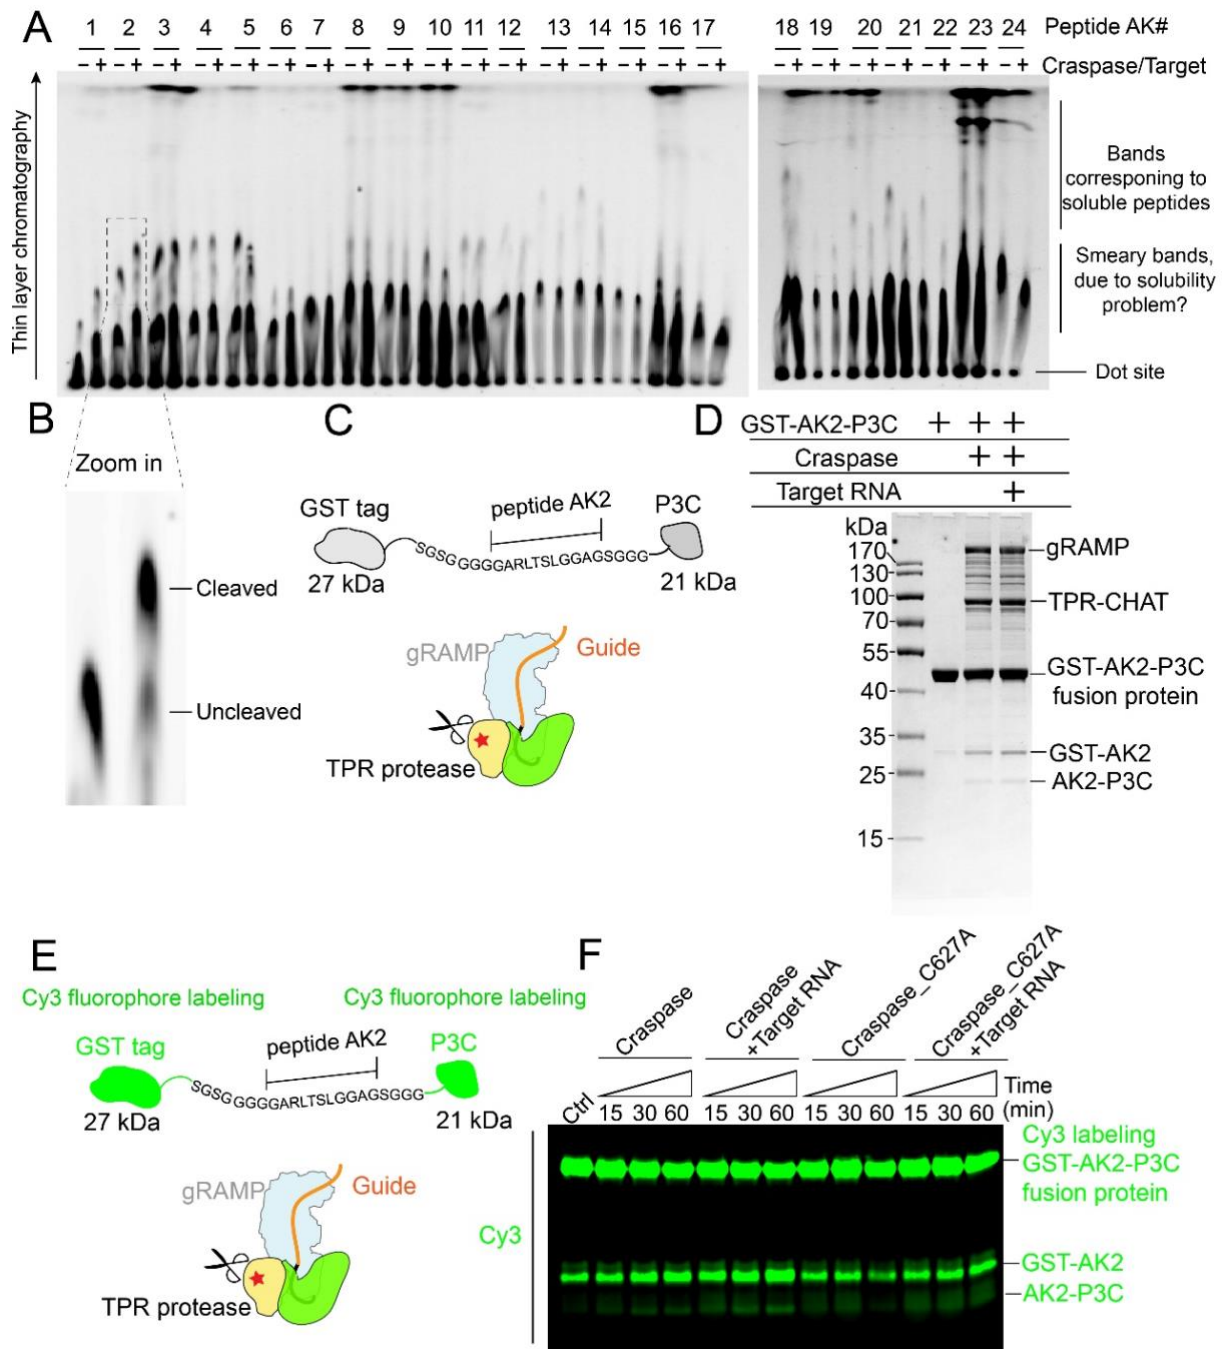 A
1 2 3 4 5 6 7 8 9 10 11 12 13 14 15 16 17 18 19 20 21 22 23 24 Peptide AK#
- + - + - + - + - + - + - + - + - + - + - + - + - + - + - + - + - + - + - + - + - + - + - + - + Craspase/Target
Thin layer chromatography
Bands
corresponing to
soluble peptides
Smeary bands,
due to solubility
problem?
Dot site
B
Zoom in
Cleaved
Uncleaved
C
GST tag
peptide AK2
P3C
SGSGGGGGARLTSLGGAGSGGG
27 kDa
21 kDa
gRAMP
Guide
TPR protease
D
GST-AK2-P3C + + +
Craspase + +
Target RNA +
kDa
170
130
100
70
55
40
35
25
15
gRAMP
TPR-CHAT
GST-AK2-P3C
fusion protein
GST-AK2
AK2-P3C
E
Cy3 fluorophore labeling
Cy3 fluorophore labeling
GST tag
peptide AK2
P3C
SGSGGGGGARLTSLGGAGSGGG
27 kDa
21 kDa
gRAMP
Guide
TPR protease
F
Craspase
Craspase
+Target RNA
Craspase_C627A
Craspase_C627A
+Target RNA
Ctrl 15 30 60 15 30 60 15 30 60 15 30 60
Time
(min)
Cy3
Cy3 labeling
GST-AK2-P3C
fusion protein
GST-AK2
AK2-P3C